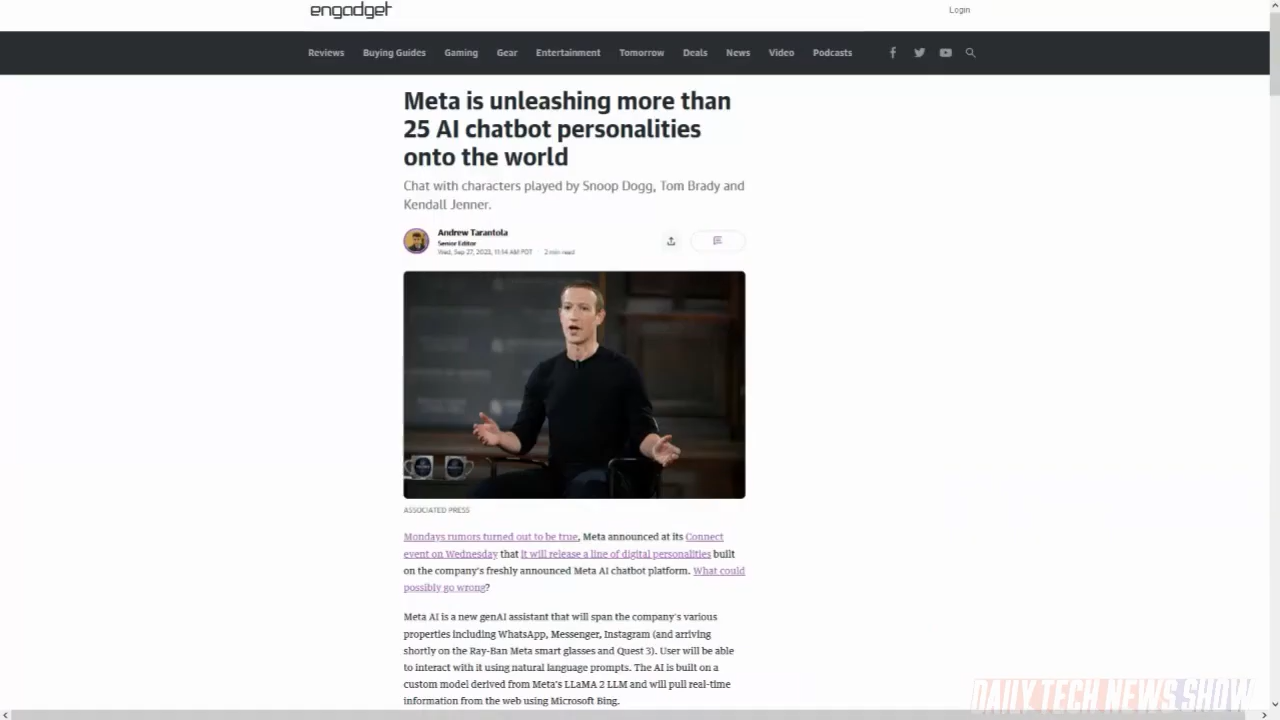 engadget
Login
Reviews Buying Guides Gaming Gear Entertainment Tomorrow Deals News Video Podcasts
Meta is unleashing more than
25 AI chatbot personalities
onto the world
Chat with characters played by Snoop Dogg, Tom Brady and
Kendall Jenner.
Andrew Tarantola
Senior Editor
Wed, Sep 27, 2023, 11:14 AM PDT · 2 min read
ASSOCIATED PRESS
Mondays rumors turned out to be true, Meta announced at its Connect
event on Wednesday that it will release a line of digital personalities built
on the company's freshly announced Meta AI chatbot platform. What could
possibly go wrong?
Meta AI is a new genAI assistant that will span the company's various
properties including WhatsApp, Messenger, Instagram (and arriving
shortly on the Ray-Ban Meta smart glasses and Quest 3). User will be able
to interact with it using natural language prompts. The AI is built on a
custom model derived from Meta's LLaMA 2 LLM and will pull real-time
information from the web using Microsoft Bing.
DAILY TECH NEWS SHOW